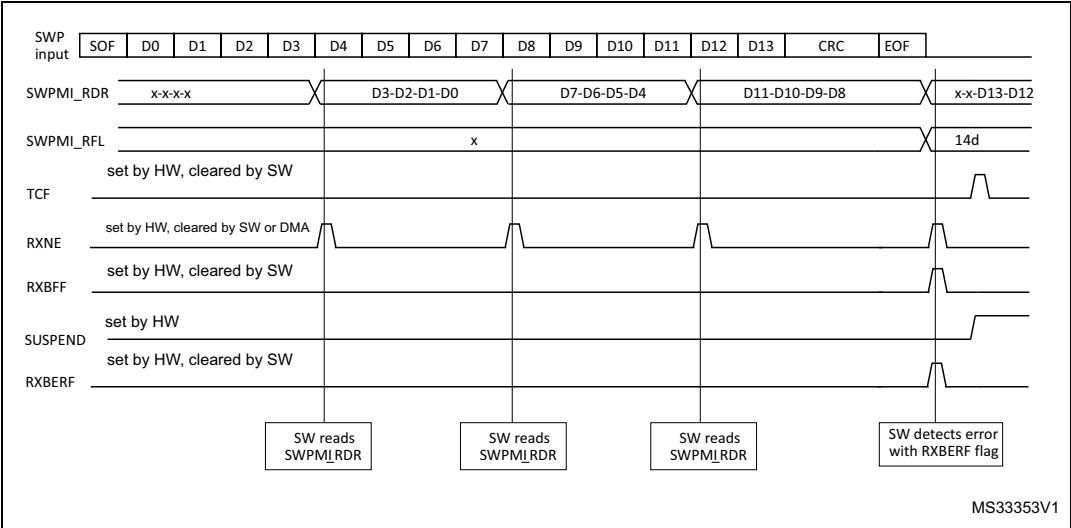 SWP
input
SOF D0 D1 D2 D3 D4 D5 D6 D7 D8 D9 D10 D11 D12 D13 CRC EOF
SWPMI_RDR x-x-x-x D3-D2-D1-D0 D7-D6-D5-D4 D11-D10-D9-D8 x-x-D13-D12
SWPMI_RFL x 14d
set by HW, cleared by SW
TCF
set by HW, cleared by SW or DMA
RXNE
set by HW, cleared by SW
RXBFF
set by HW
SUSPEND
set by HW, cleared by SW
RXBERF
SW reads
SWPMI_RDR
SW reads
SWPMI_RDR
SW reads
SWPMI_RDR
SW detects error
with RXBERF flag
MS33353V1